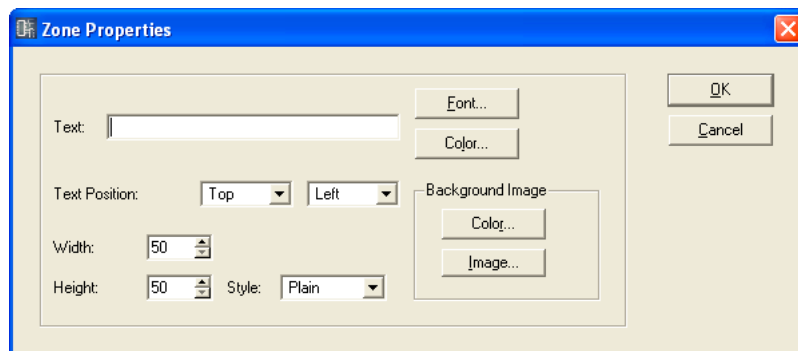 Zone Properties
Text:
Font...
Color...
OK
Cancel
Text Position:
Top
Left
Background Image
Color...
Image...
Width:
50
Height:
50
Style:
Plain